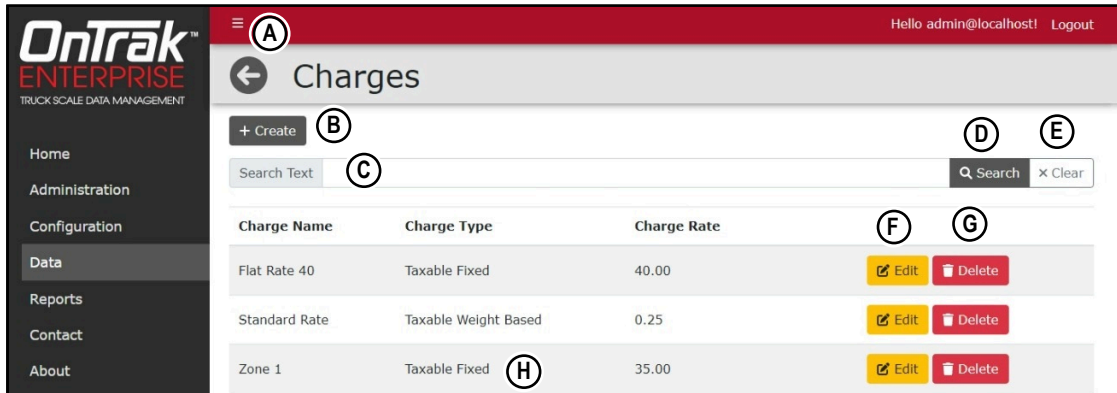 OnTrak™
ENTERPRISE
TRUCK SCALE DATA MANAGEMENT
Home
Administration
Configuration
Data
Reports
Contact
About
A
Hello admin@localhost! Logout
Charges
+ Create B
D E
Search Text C Search × Clear
Charge Name Charge Type Charge Rate F G
Flat Rate 40 Taxable Fixed 40.00 Edit Delete
Standard Rate Taxable Weight Based 0.25 Edit Delete
Zone 1 Taxable Fixed H 35.00 Edit Delete